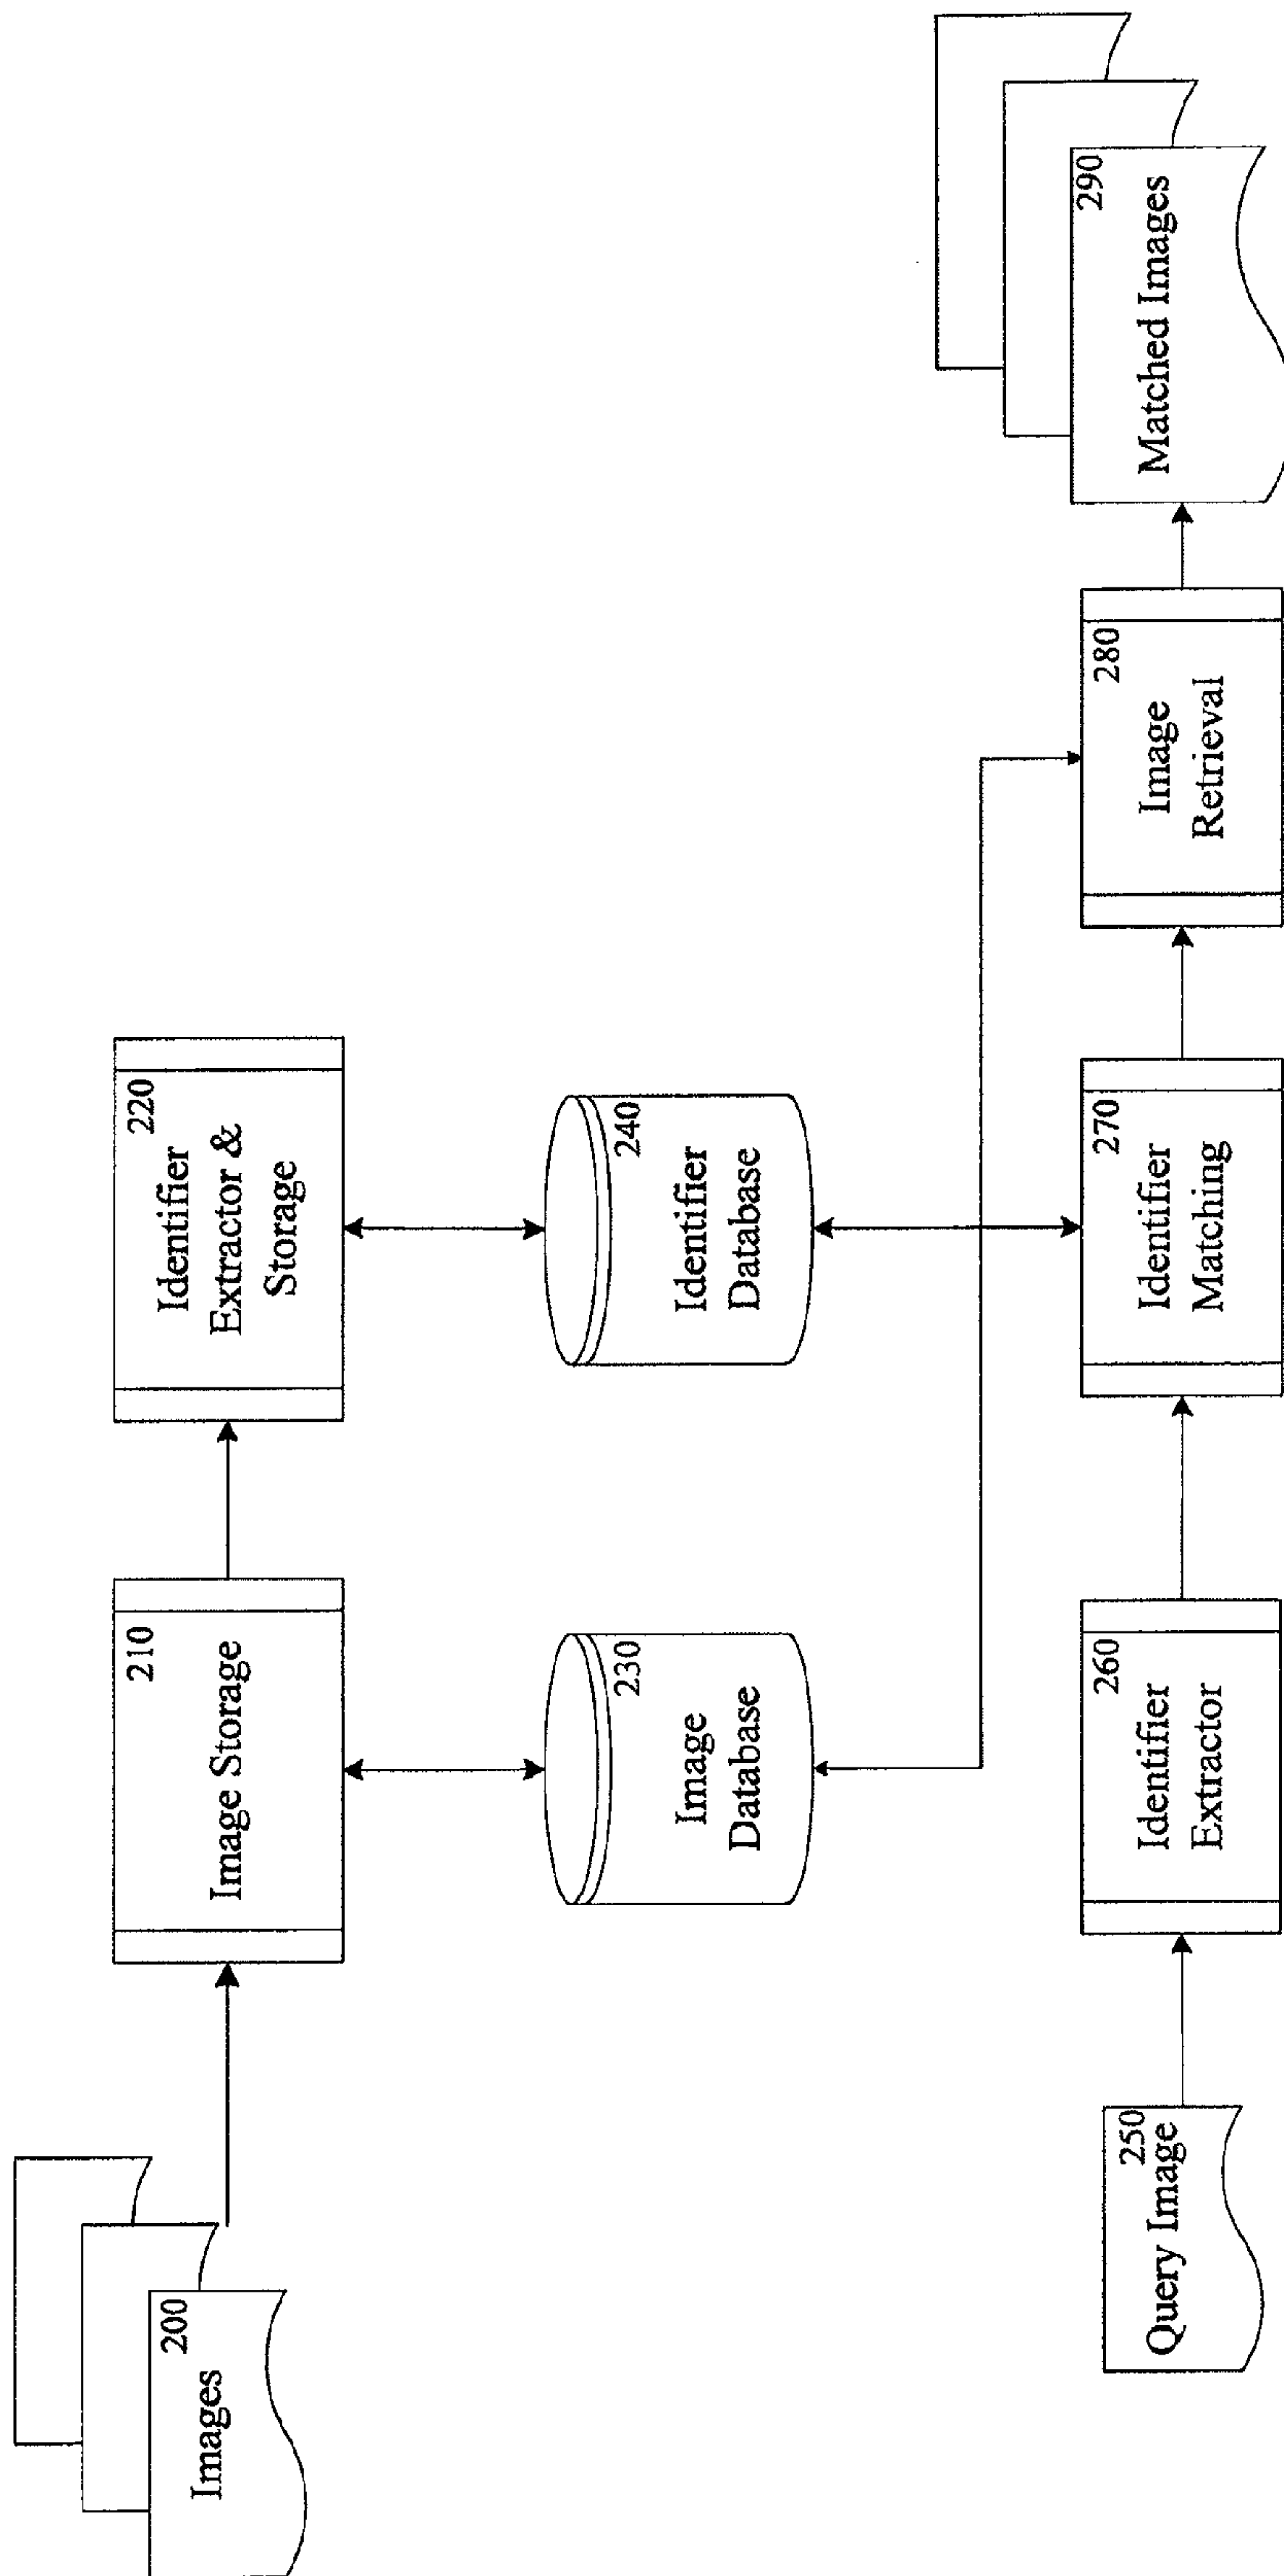 200
Images
210
Image Storage
220
Identifier
Extractor &
Storage
230
Image
Database
240
Identifier
Database
250
Query Image
260
Identifier
Extractor
270
Identifier
Matching
280
Image
Retrieval
290
Matched Images